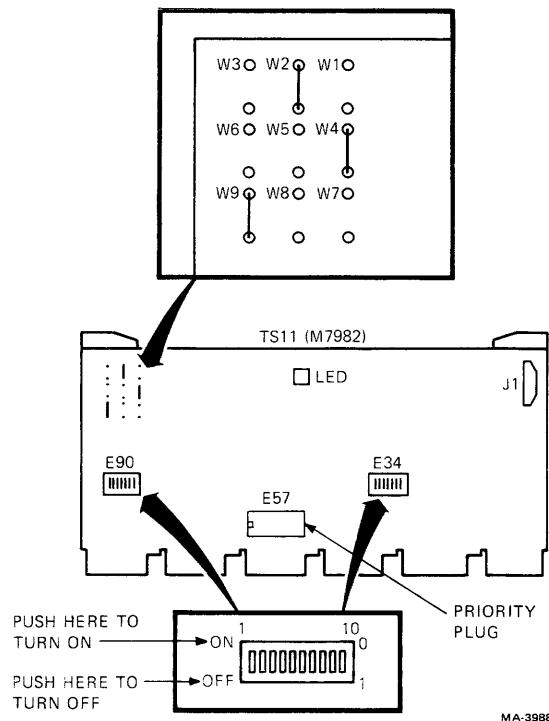 W3 W2 W1
W6 W5 W4
W9 W8 W7
TS11 (M7982)
LED
J1
E90
E34
E57
PUSH HERE TO
TURN ON
ON
1 10
0
PUSH HERE TO
TURN OFF
OFF
1
PRIORITY
PLUG